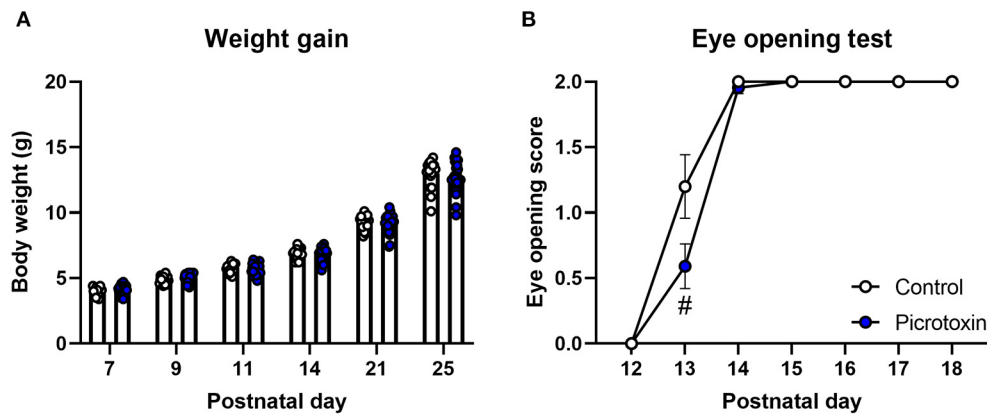 A
Weight gain
Body weight (g)
20
15
10
5
0
7 9 11 14 21 25
Postnatal day
B
Eye opening test
Eye opening score
2.0
1.5
1.0
0.5
0.0
#
Control
Picrotoxin
12 13 14 15 16 17 18
Postnatal day